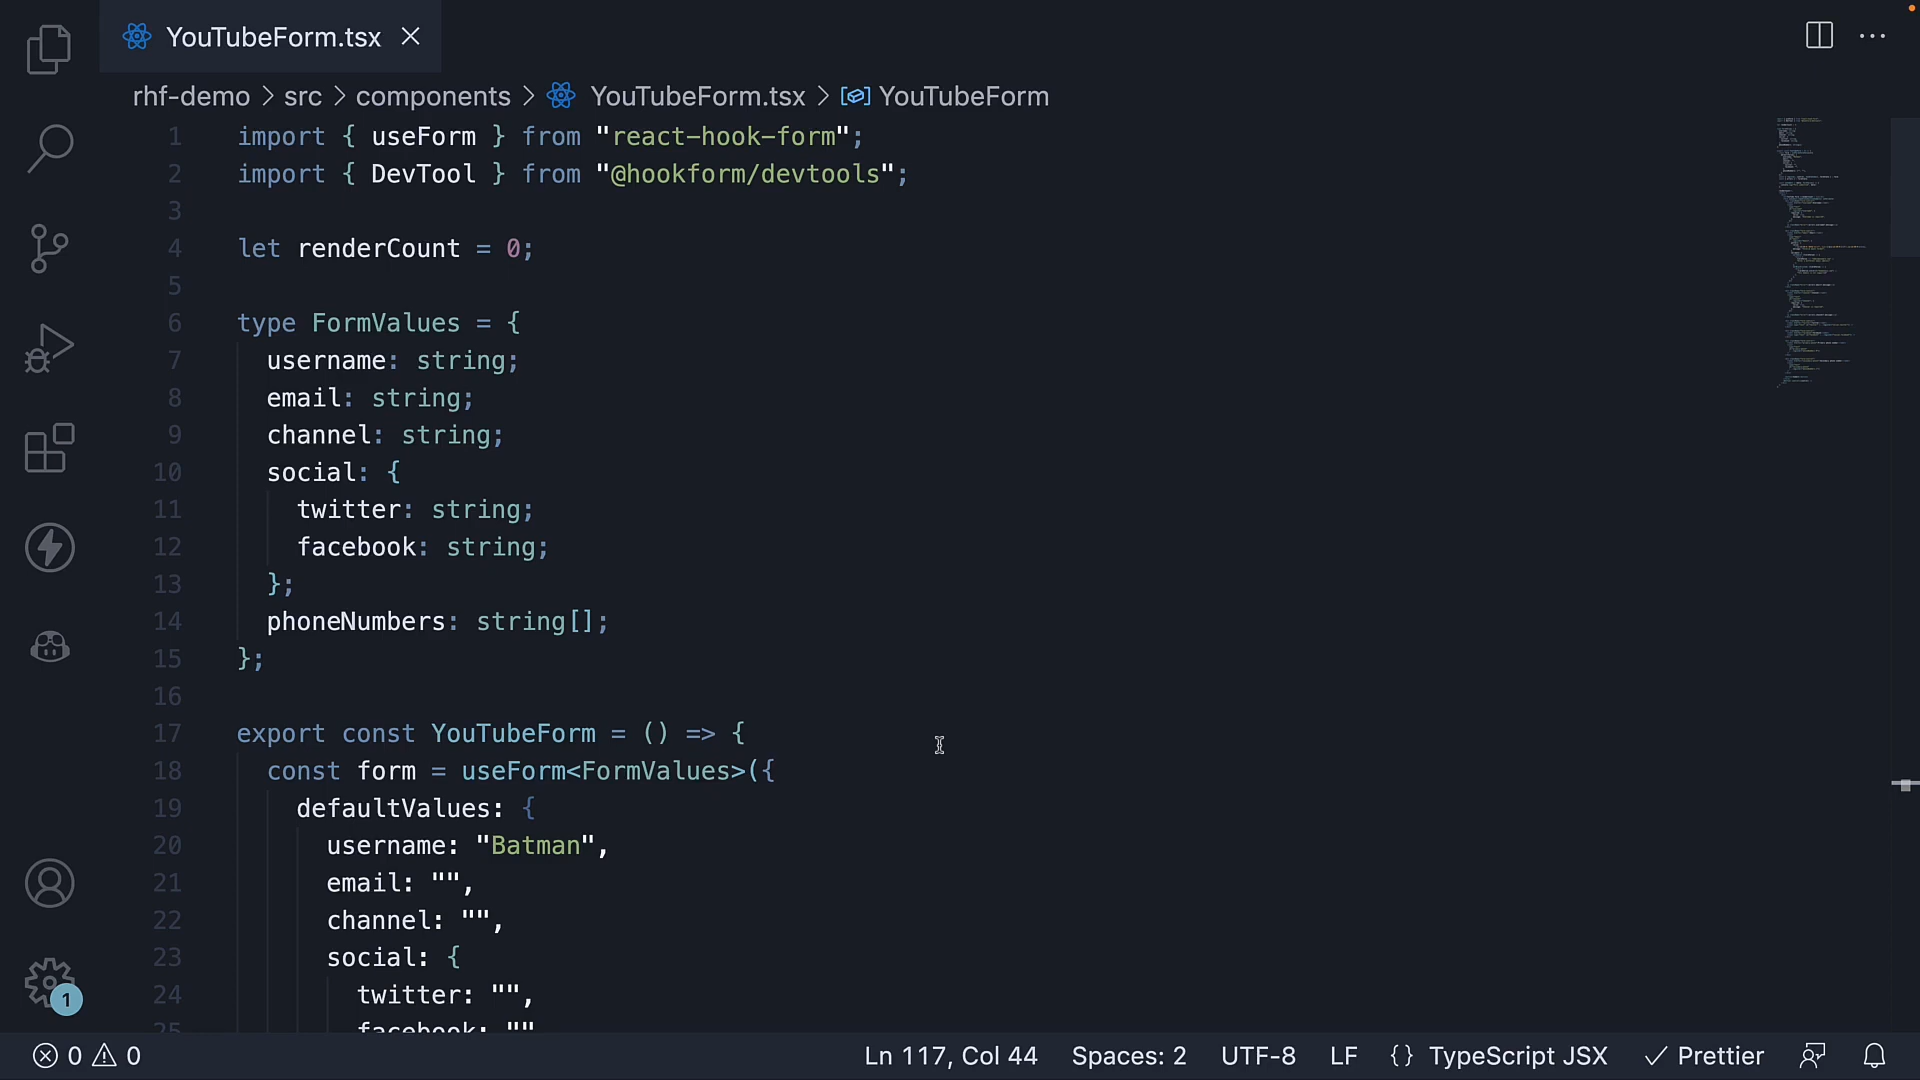 YouTubeForm.tsx
rhf-demo > src > components > YouTubeForm.tsx > YouTubeForm
1 import { useForm } from "react-hook-form";
2 import { DevTool } from "@hookform/devtools";
3
4 let renderCount = 0;
5
6 type FormValues = {
7   username: string;
8   email: string;
9   channel: string;
10   social: {
11     twitter: string;
12     facebook: string;
13   };
14   phoneNumbers: string[];
15 };
16
17 export const YouTubeForm = () => {
18   const form = useForm<FormValues>({
19     defaultValues: {
20       username: "Batman",
21       email: "",
22       channel: "",
23       social: {
24         twitter: "",
25         facebook: ""
1
0 0 Ln 117, Col 44 Spaces: 2 UTF-8 LF {} TypeScript JSX Prettier